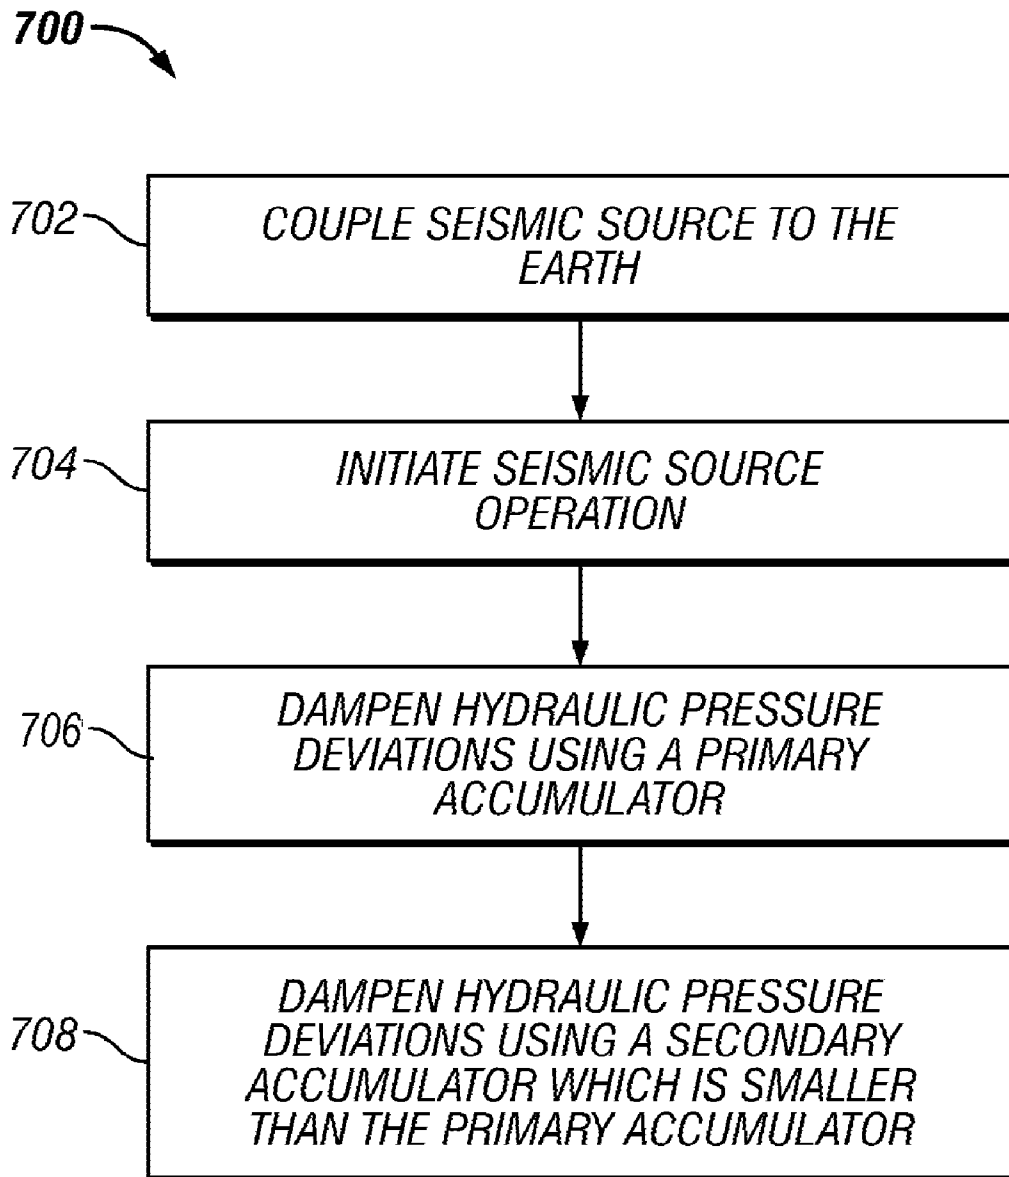 700
702
COUPLE SEISMIC SOURCE TO THE
EARTH
704
INITIATE SEISMIC SOURCE
OPERATION
706
DAMPEN HYDRAULIC PRESSURE
DEVIATIONS USING A PRIMARY
ACCUMULATOR
708
DAMPEN HYDRAULIC PRESSURE
DEVIATIONS USING A SECONDARY
ACCUMULATOR WHICH IS SMALLER
THAN THE PRIMARY ACCUMULATOR